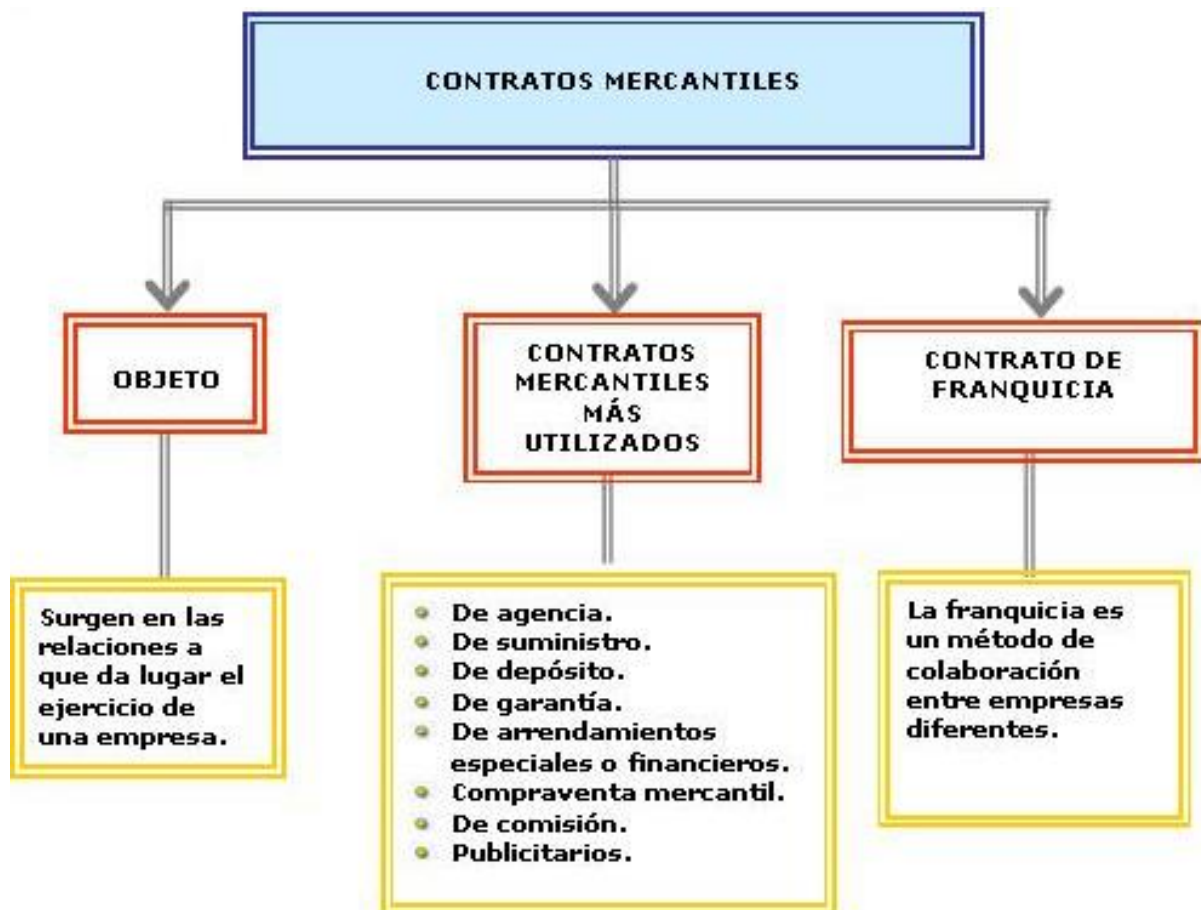 CONTRATOS MERCANTILES
OBJETO
CONTRATOS
MERCANTILES
MÁS
UTILIZADOS
CONTRATO DE
FRANQUICIA
Surgen en las
relaciones a
que da lugar el
ejercicio de
una empresa.
De agencia.
De suministro.
De depósito.
De garantía.
De arrendamientos
especiales o financieros.
Compraventa mercantil.
De comisión.
Publicitarios.
La franquicia es
un método de
colaboración
entre empresas
diferentes.